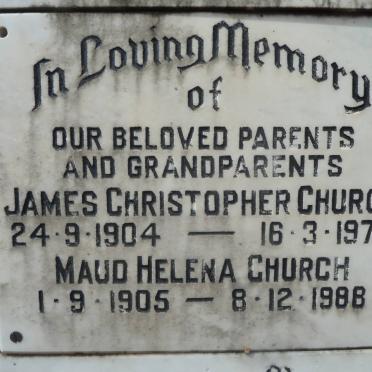 In Loving Memory
of
OUR BELOVED PARENTS
AND GRANDPARENTS
JAMES CHRISTOPHER
24·9·1904 — 16·3·
MAUD HELENA CHURCH
1·9·1905 — 8·12·1988